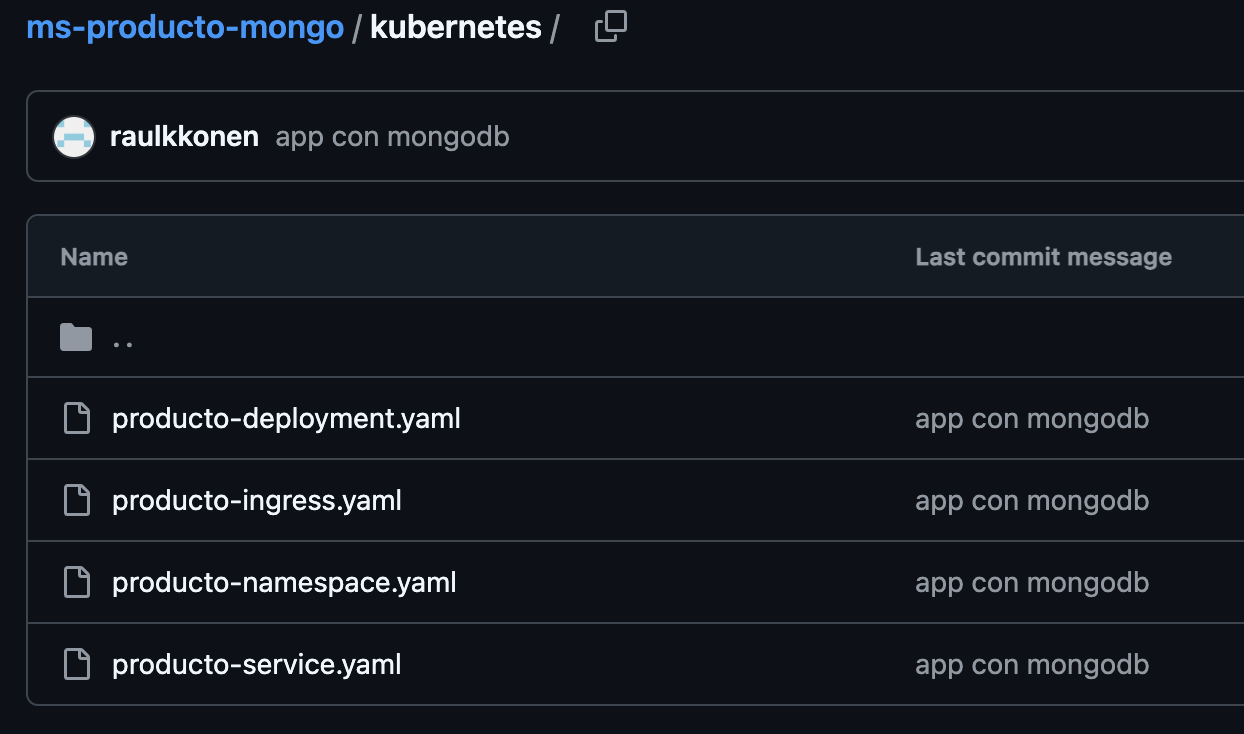 ms-producto-mongo / kubernetes /
raulkkonen app con mongodb
Name Last commit message
..
producto-deployment.yaml app con mongodb
producto-ingress.yaml app con mongodb
producto-namespace.yaml app con mongodb
producto-service.yaml app con mongodb